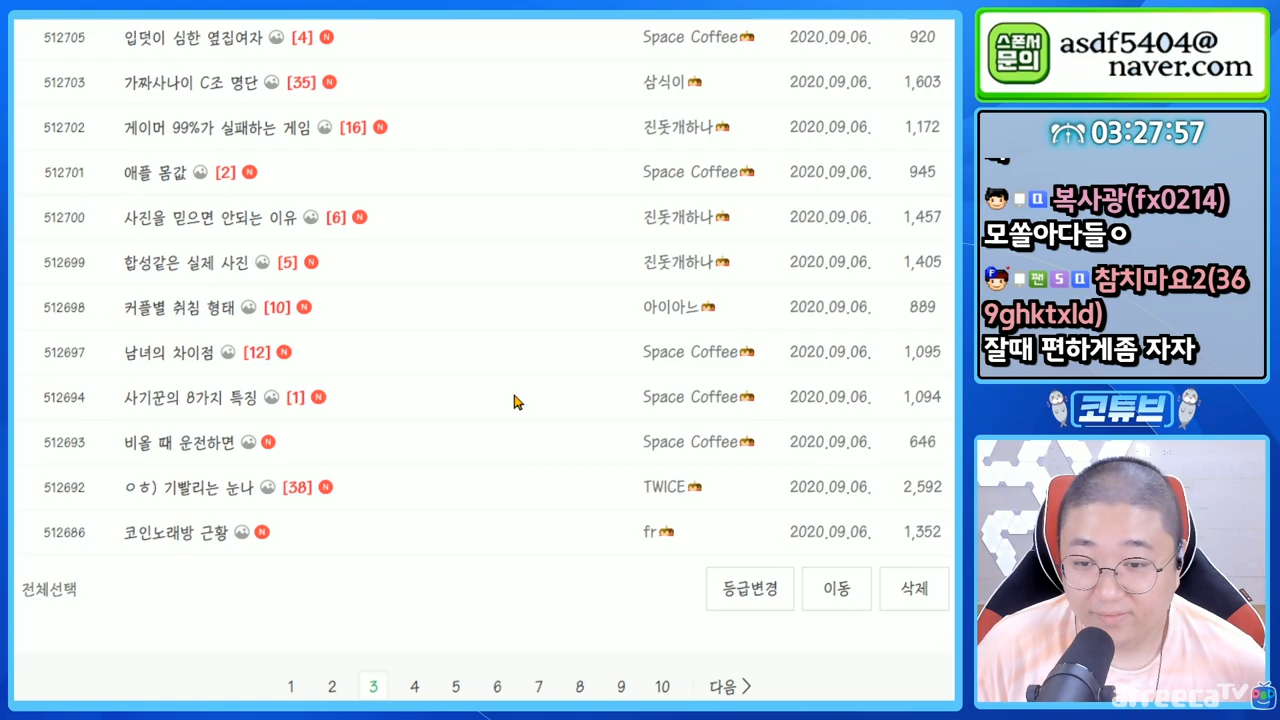 512705 입덧이 심한 옆집여자 [4] N Space Coffee 2020.09.06. 920
512703 가짜사나이 C조 명단 [35] N 삼식이 2020.09.06. 1,603
512702 게이머 99%가 실패하는 게임 [16] N 진돗개하나 2020.09.06. 1,172
512701 애플 몸값 [2] N Space Coffee 2020.09.06. 945
512700 사진을 믿으면 안되는 이유 [6] N 진돗개하나 2020.09.06. 1,457
512699 합성같은 실제 사진 [5] N 진돗개하나 2020.09.06. 1,405
512698 커플별 취침 형태 [10] N 아이아느 2020.09.06. 889
512697 남녀의 차이점 [12] N Space Coffee 2020.09.06. 1,095
512694 사기꾼의 8가지 특징 [1] N Space Coffee 2020.09.06. 1,094
512693 비올 때 운전하면 N Space Coffee 2020.09.06. 646
512692 ㅇㅎ) 기빨리는 눈나 [38] N TWICE 2020.09.06. 2,592
512686 코인노래방 근황 N fr 2020.09.06. 1,352
전체선택 등급변경 이동 삭제
1 2 3 4 5 6 7 8 9 10 다음 >
스폰서
문의
asdf5404@
naver.com
03:27:57
복사광(fx0214)
모쏠아다들ㅇ
팬 S 참치마요2(36
9ghktxld)
잘때 편하게좀 자자
코튜브
afreecaTV